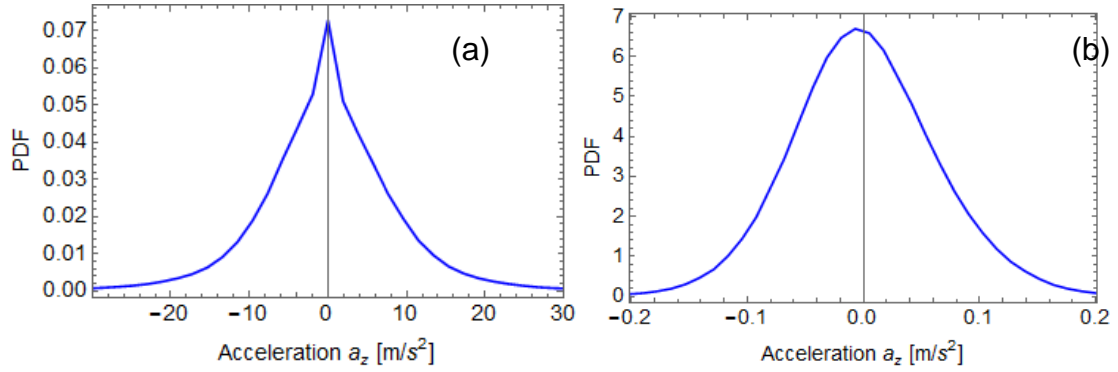 (a)
PDF
0.07
0.06
0.05
0.04
0.03
0.02
0.01
0.00
−20 −10 0 10 20 30
Acceleration a_z [m/s²]
(b)
PDF
7
6
5
4
3
2
1
0
−0.2 −0.1 0.0 0.1 0.2
Acceleration a_z [m/s²]